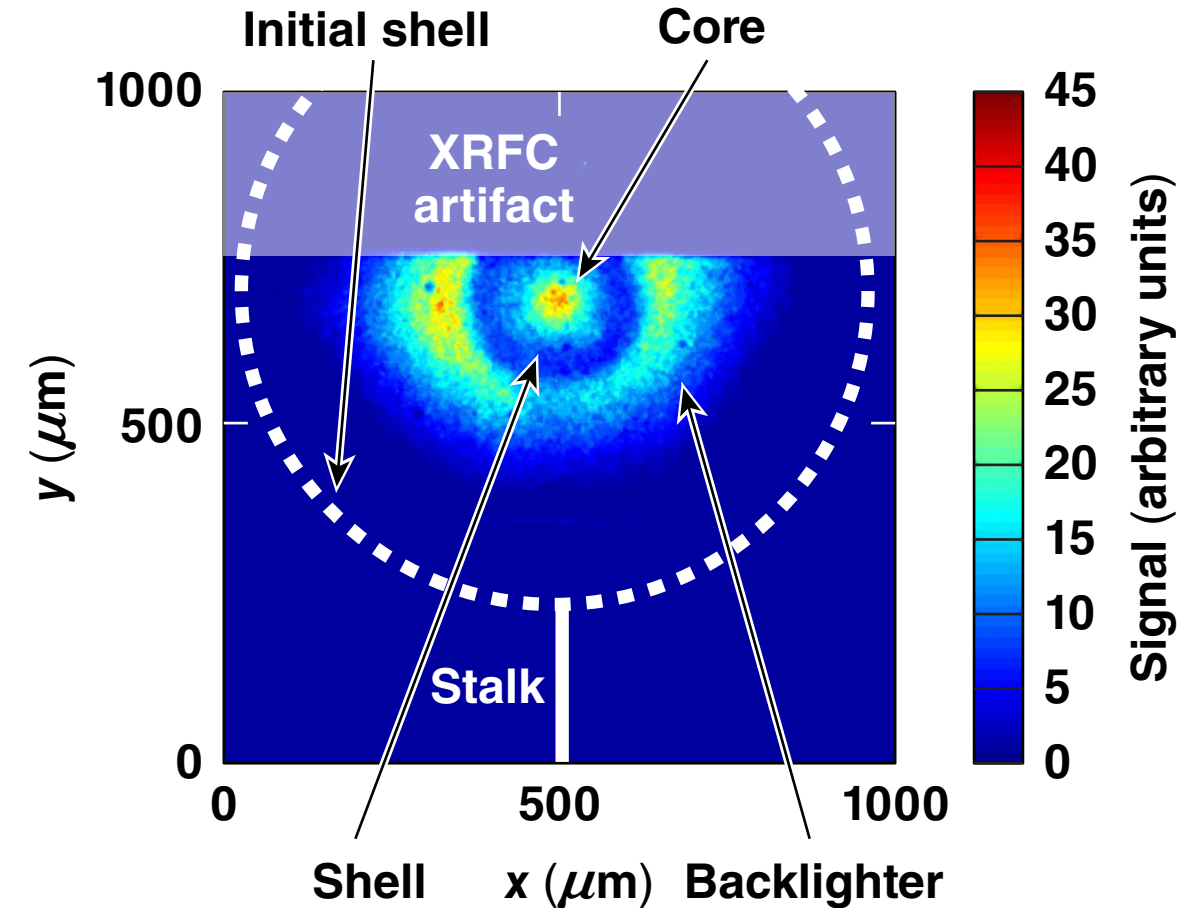 Initial shell
Core
1000
500
0
y (μm)
XRFC
artifact
Stalk
0
500
1000
Shell
x (μm)
Backlighter
45
40
35
30
25
20
15
10
5
0
Signal (arbitrary units)